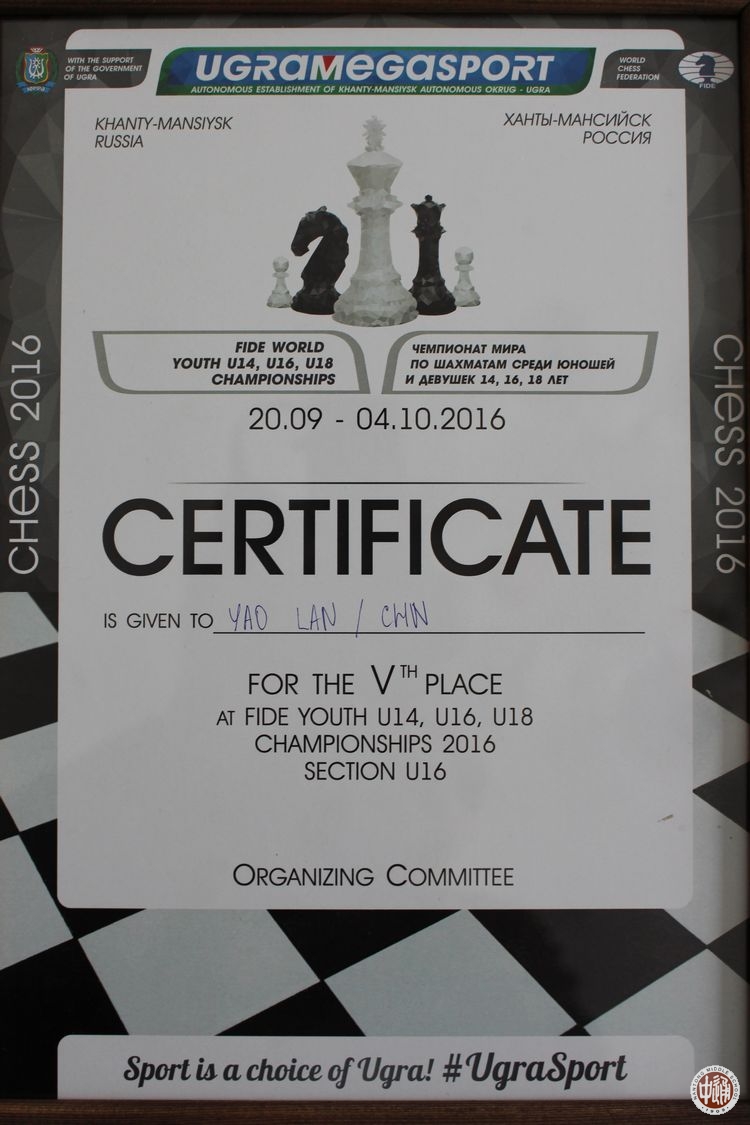 WITH THE SUPPORT
OF THE GOVERNMENT
OF UGRA
UGRAMEGASPORT
AUTONOMOUS ESTABLISHMENT OF KHANTY-MANSIYSK AUTONOMOUS OKRUG - UGRA
WORLD
CHESS
FEDERATION
FIDE
KHANTY-MANSIYSK
RUSSIA
ХАНТЫ-МАНСИЙСК
РОССИЯ
FIDE WORLD
YOUTH U14, U16, U18
CHAMPIONSHIPS
ЧЕМПИОНАТ МИРА
ПО ШАХМАТАМ СРЕДИ ЮНОШЕЙ
И ДЕВУШЕК 14, 16, 18 ЛЕТ
20.09 - 04.10.2016
CHESS 2016
CHESS 2016
CERTIFICATE
IS GIVEN TO YAO LAN / CHN
FOR THE VTH PLACE
AT FIDE YOUTH U14, U16, U18
CHAMPIONSHIPS 2016
SECTION U16
ORGANIZING COMMITTEE
Sport is a choice of Ugra! #UgraSport